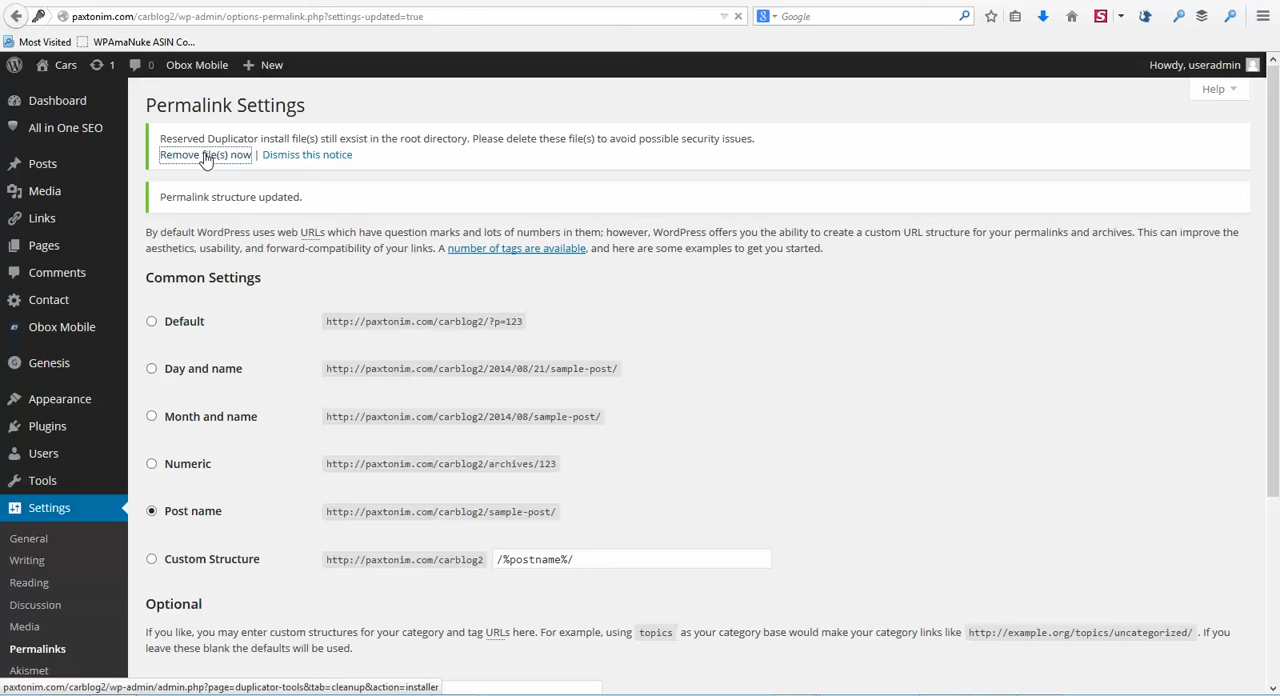 paxtonim.com/carblog2/wp-admin/options-permalink.php?settings-updated=true
Google
Most Visited WPAmaNuke ASIN Co...
Cars 1 0 Obox Mobile New Howdy, useradmin
Dashboard
All in One SEO
Posts
Media
Links
Pages
Comments
Contact
Obox Mobile
Genesis
Appearance
Plugins
Users
Tools
Settings
General
Writing
Reading
Discussion
Media
Permalinks
Akismet
Help
Permalink Settings
Reserved Duplicator install file(s) still exsist in the root directory. Please delete these file(s) to avoid possible security issues.
Remove file(s) now | Dismiss this notice
Permalink structure updated.
By default WordPress uses web URLs which have question marks and lots of numbers in them; however, WordPress offers you the ability to create a custom URL structure for your permalinks and archives. This can improve the
aesthetics, usability, and forward-compatibility of your links. A number of tags are available, and here are some examples to get you started.
Common Settings
Default http://paxtonim.com/carblog2/?p=123
Day and name http://paxtonim.com/carblog2/2014/08/21/sample-post/
Month and name http://paxtonim.com/carblog2/2014/08/sample-post/
Numeric http://paxtonim.com/carblog2/archives/123
Post name http://paxtonim.com/carblog2/sample-post/
Custom Structure http://paxtonim.com/carblog2 /%postname%/
Optional
If you like, you may enter custom structures for your category and tag URLs here. For example, using topics as your category base would make your category links like http://example.org/topics/uncategorized/ . If you
leave these blank the defaults will be used.
paxtonim.com/carblog2/wp-admin/admin.php?page=duplicator-tools&tab=cleanup&action=installer